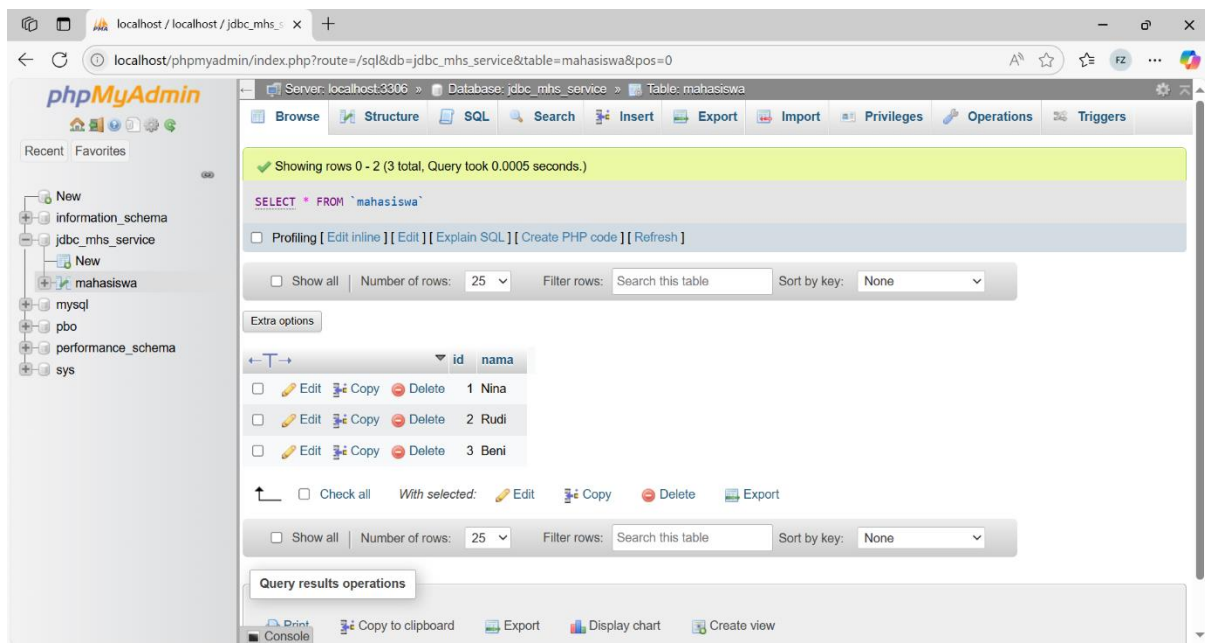 localhost / localhost / jdbc_mhs_s
localhost/phpmyadmin/index.php?route=/sql&db=jdbc_mhs_service&table=mahasiswa&pos=0
FZ
phpMyAdmin
Recent Favorites
New
information_schema
jdbc_mhs_service
New
mahasiswa
mysql
pbo
performance_schema
sys
Server: localhost:3306 » Database: jdbc_mhs_service » Table: mahasiswa
Browse Structure SQL Search Insert Export Import Privileges Operations Triggers
Showing rows 0 - 2 (3 total, Query took 0.0005 seconds.)
SELECT * FROM `mahasiswa`
Profiling [ Edit inline ] [ Edit ] [ Explain SQL ] [ Create PHP code ] [ Refresh ]
Show all | Number of rows: 25 Filter rows: Search this table Sort by key: None
Extra options
←T→ id nama
Edit Copy Delete 1 Nina
Edit Copy Delete 2 Rudi
Edit Copy Delete 3 Beni
Check all With selected: Edit Copy Delete Export
Show all | Number of rows: 25 Filter rows: Search this table Sort by key: None
Query results operations
Print Copy to clipboard Export Display chart Create view
Console